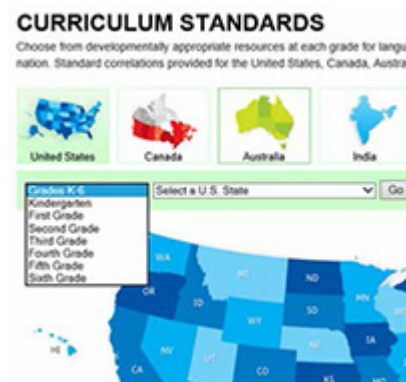 CURRICULUM STANDARDS
Choose from developmentally appropriate resources at each grade for langu
nation. Standard correlations provided for the United States, Canada, Austra
United States
Canada
Australia
India
Grades K-6
Select a U.S. State
Go
Kindergarten
First Grade
Second Grade
Third Grade
Fourth Grade
Fifth Grade
Sixth Grade
WA
MT
ND
MN
OR
ID
SD
WY
IA
NE
NV
UT
CO
CA
KS
HI